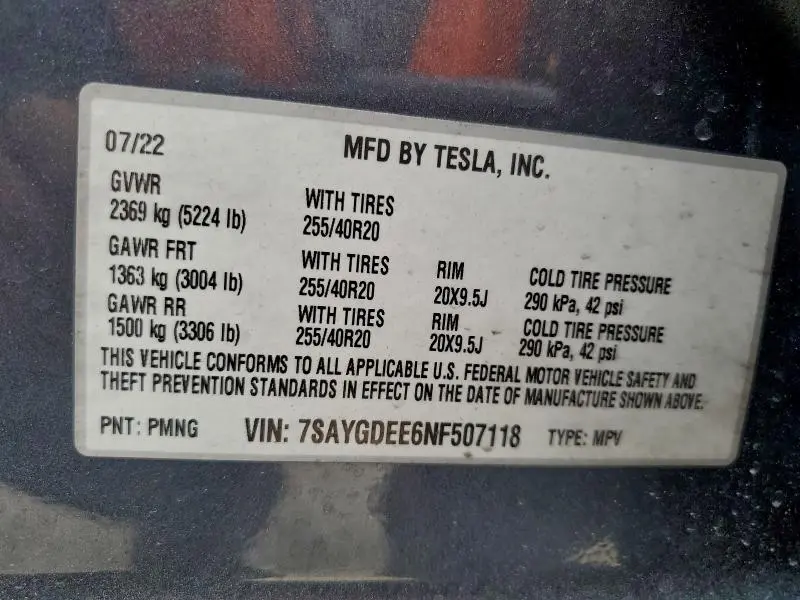 07/22 MFD BY TESLA, INC.
GVWR
2369 kg (5224 lb) WITH TIRES
255/40R20
GAWR FRT
1363 kg (3004 lb) WITH TIRES
255/40R20 RIM
20X9.5J COLD TIRE PRESSURE
290 kPa, 42 psi
GAWR RR
1500 kg (3306 lb) WITH TIRES
255/40R20 RIM
20X9.5J COLD TIRE PRESSURE
290 kPa, 42 psi
THIS VEHICLE CONFORMS TO ALL APPLICABLE U.S. FEDERAL MOTOR VEHICLE SAFETY AND
THEFT PREVENTION STANDARDS IN EFFECT ON THE DATE OF MANUFACTURE SHOWN ABOVE.
PNT: PMNG VIN: 7SAYGDEE6NF507118 TYPE: MPV